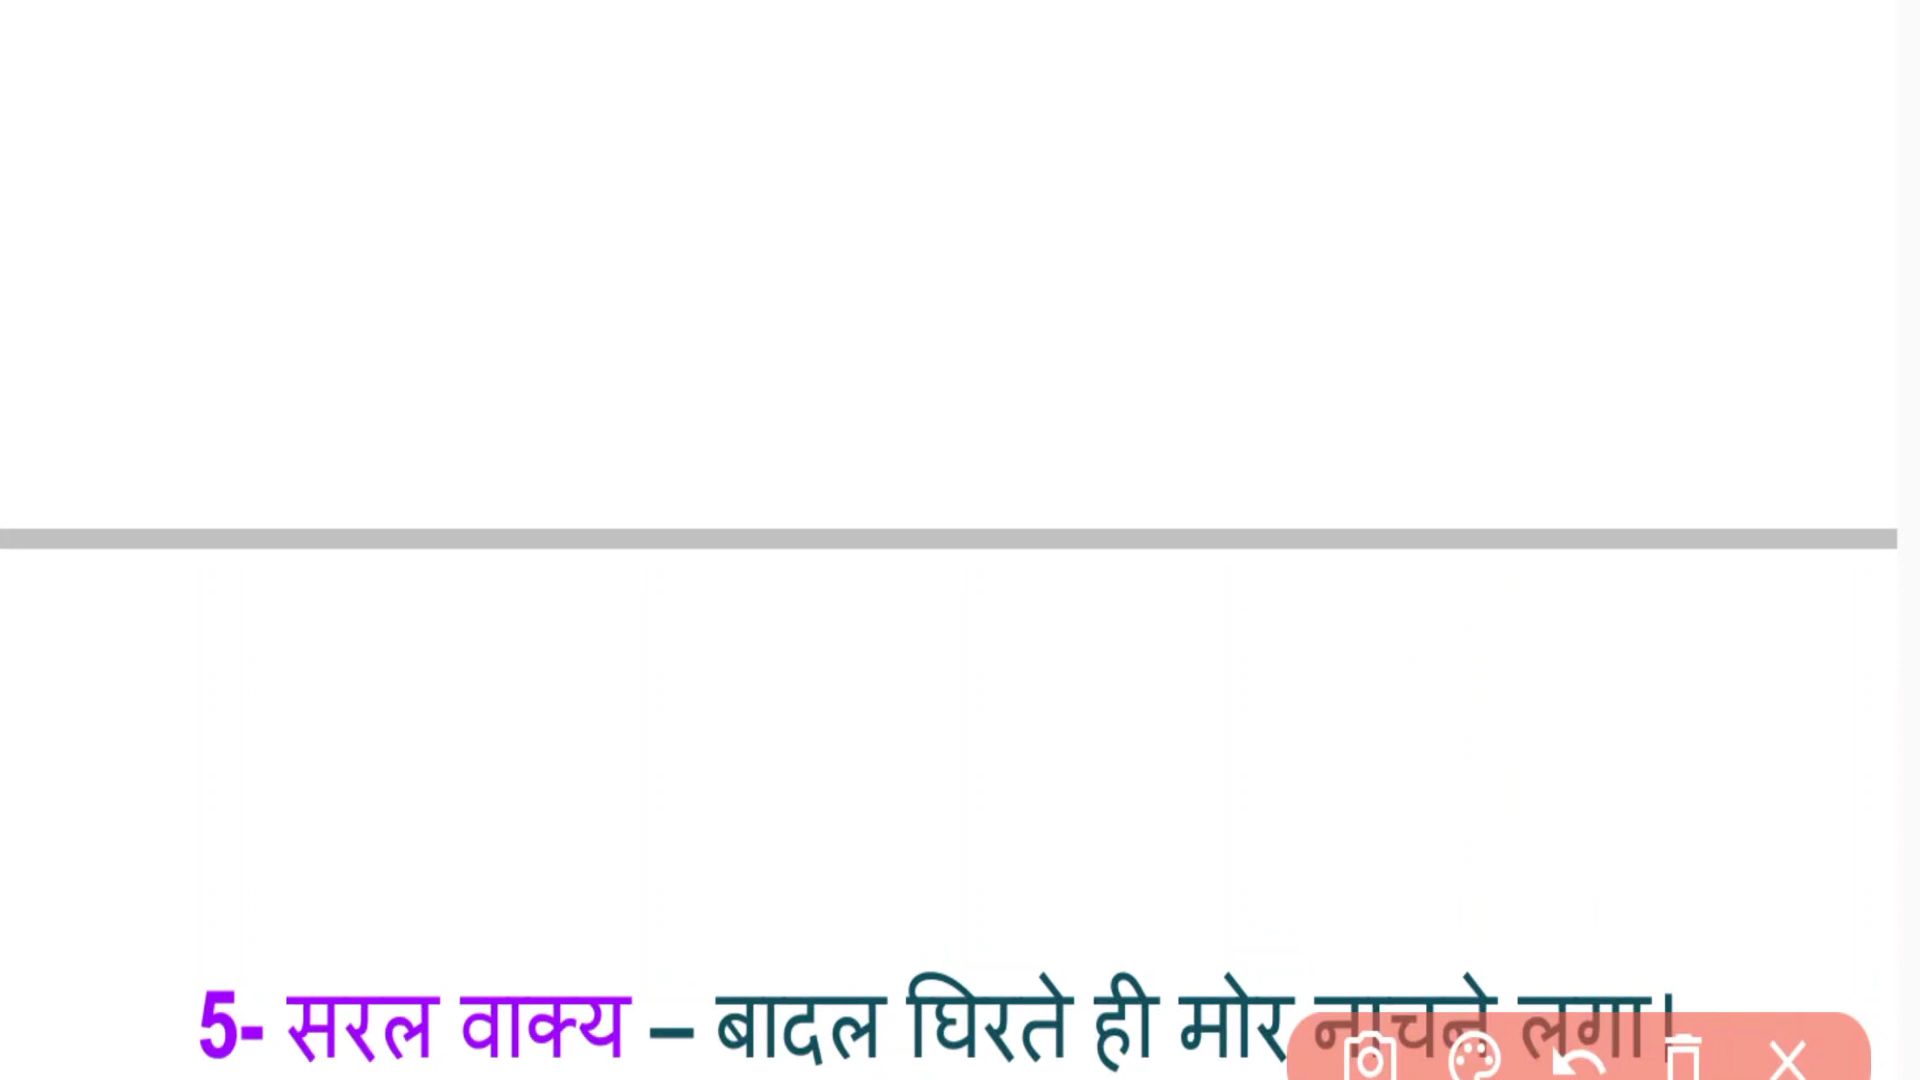 5- सरल वाक्य – बादल घिरते ही मोर नाचने लगा।